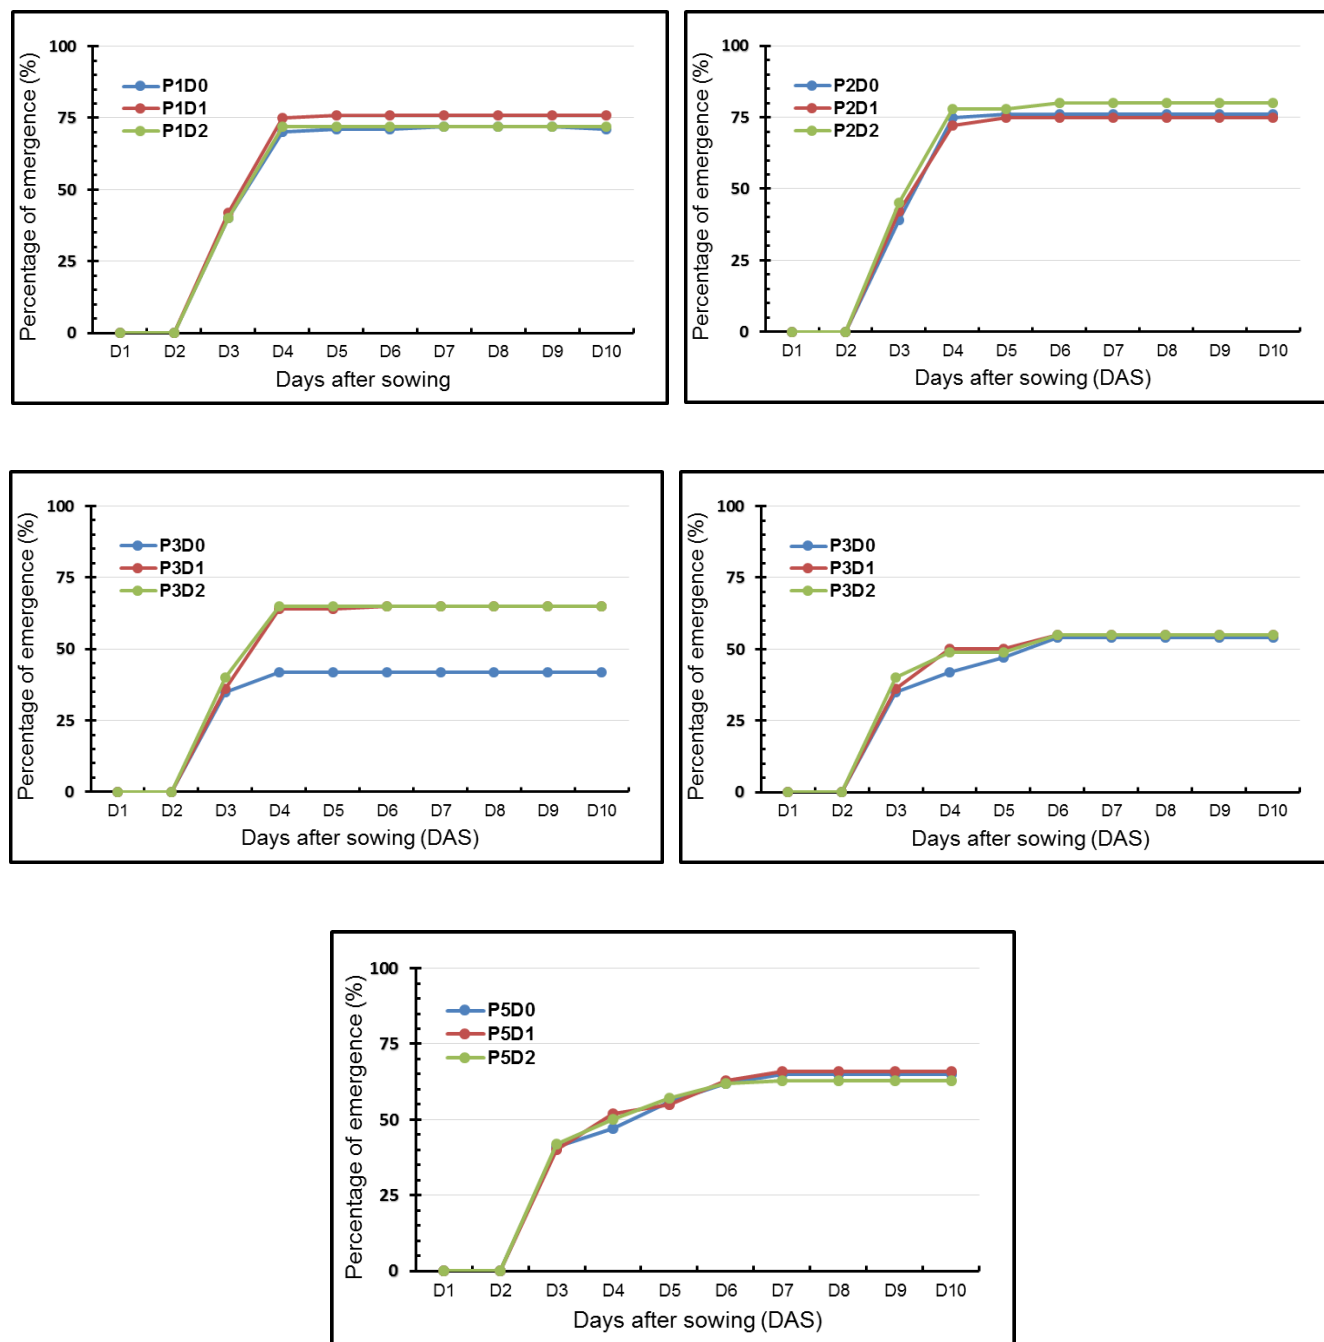 Percentage of emergence (%)
100
75
50
25
0
P1D0
P1D1
P1D2
D1 D2 D3 D4 D5 D6 D7 D8 D9 D10
Days after sowing
Percentage of emergence (%)
100
75
50
25
0
P2D0
P2D1
P2D2
D1 D2 D3 D4 D5 D6 D7 D8 D9 D10
Days after sowing (DAS)
Percentage of emergence (%)
100
75
50
25
0
P3D0
P3D1
P3D2
D1 D2 D3 D4 D5 D6 D7 D8 D9 D10
Days after sowing (DAS)
Percentage of emergence (%)
100
75
50
25
0
P3D0
P3D1
P3D2
D1 D2 D3 D4 D5 D6 D7 D8 D9 D10
Days after sowing (DAS)
Percentage of emergence (%)
100
75
50
25
0
P5D0
P5D1
P5D2
D1 D2 D3 D4 D5 D6 D7 D8 D9 D10
Days after sowing (DAS)